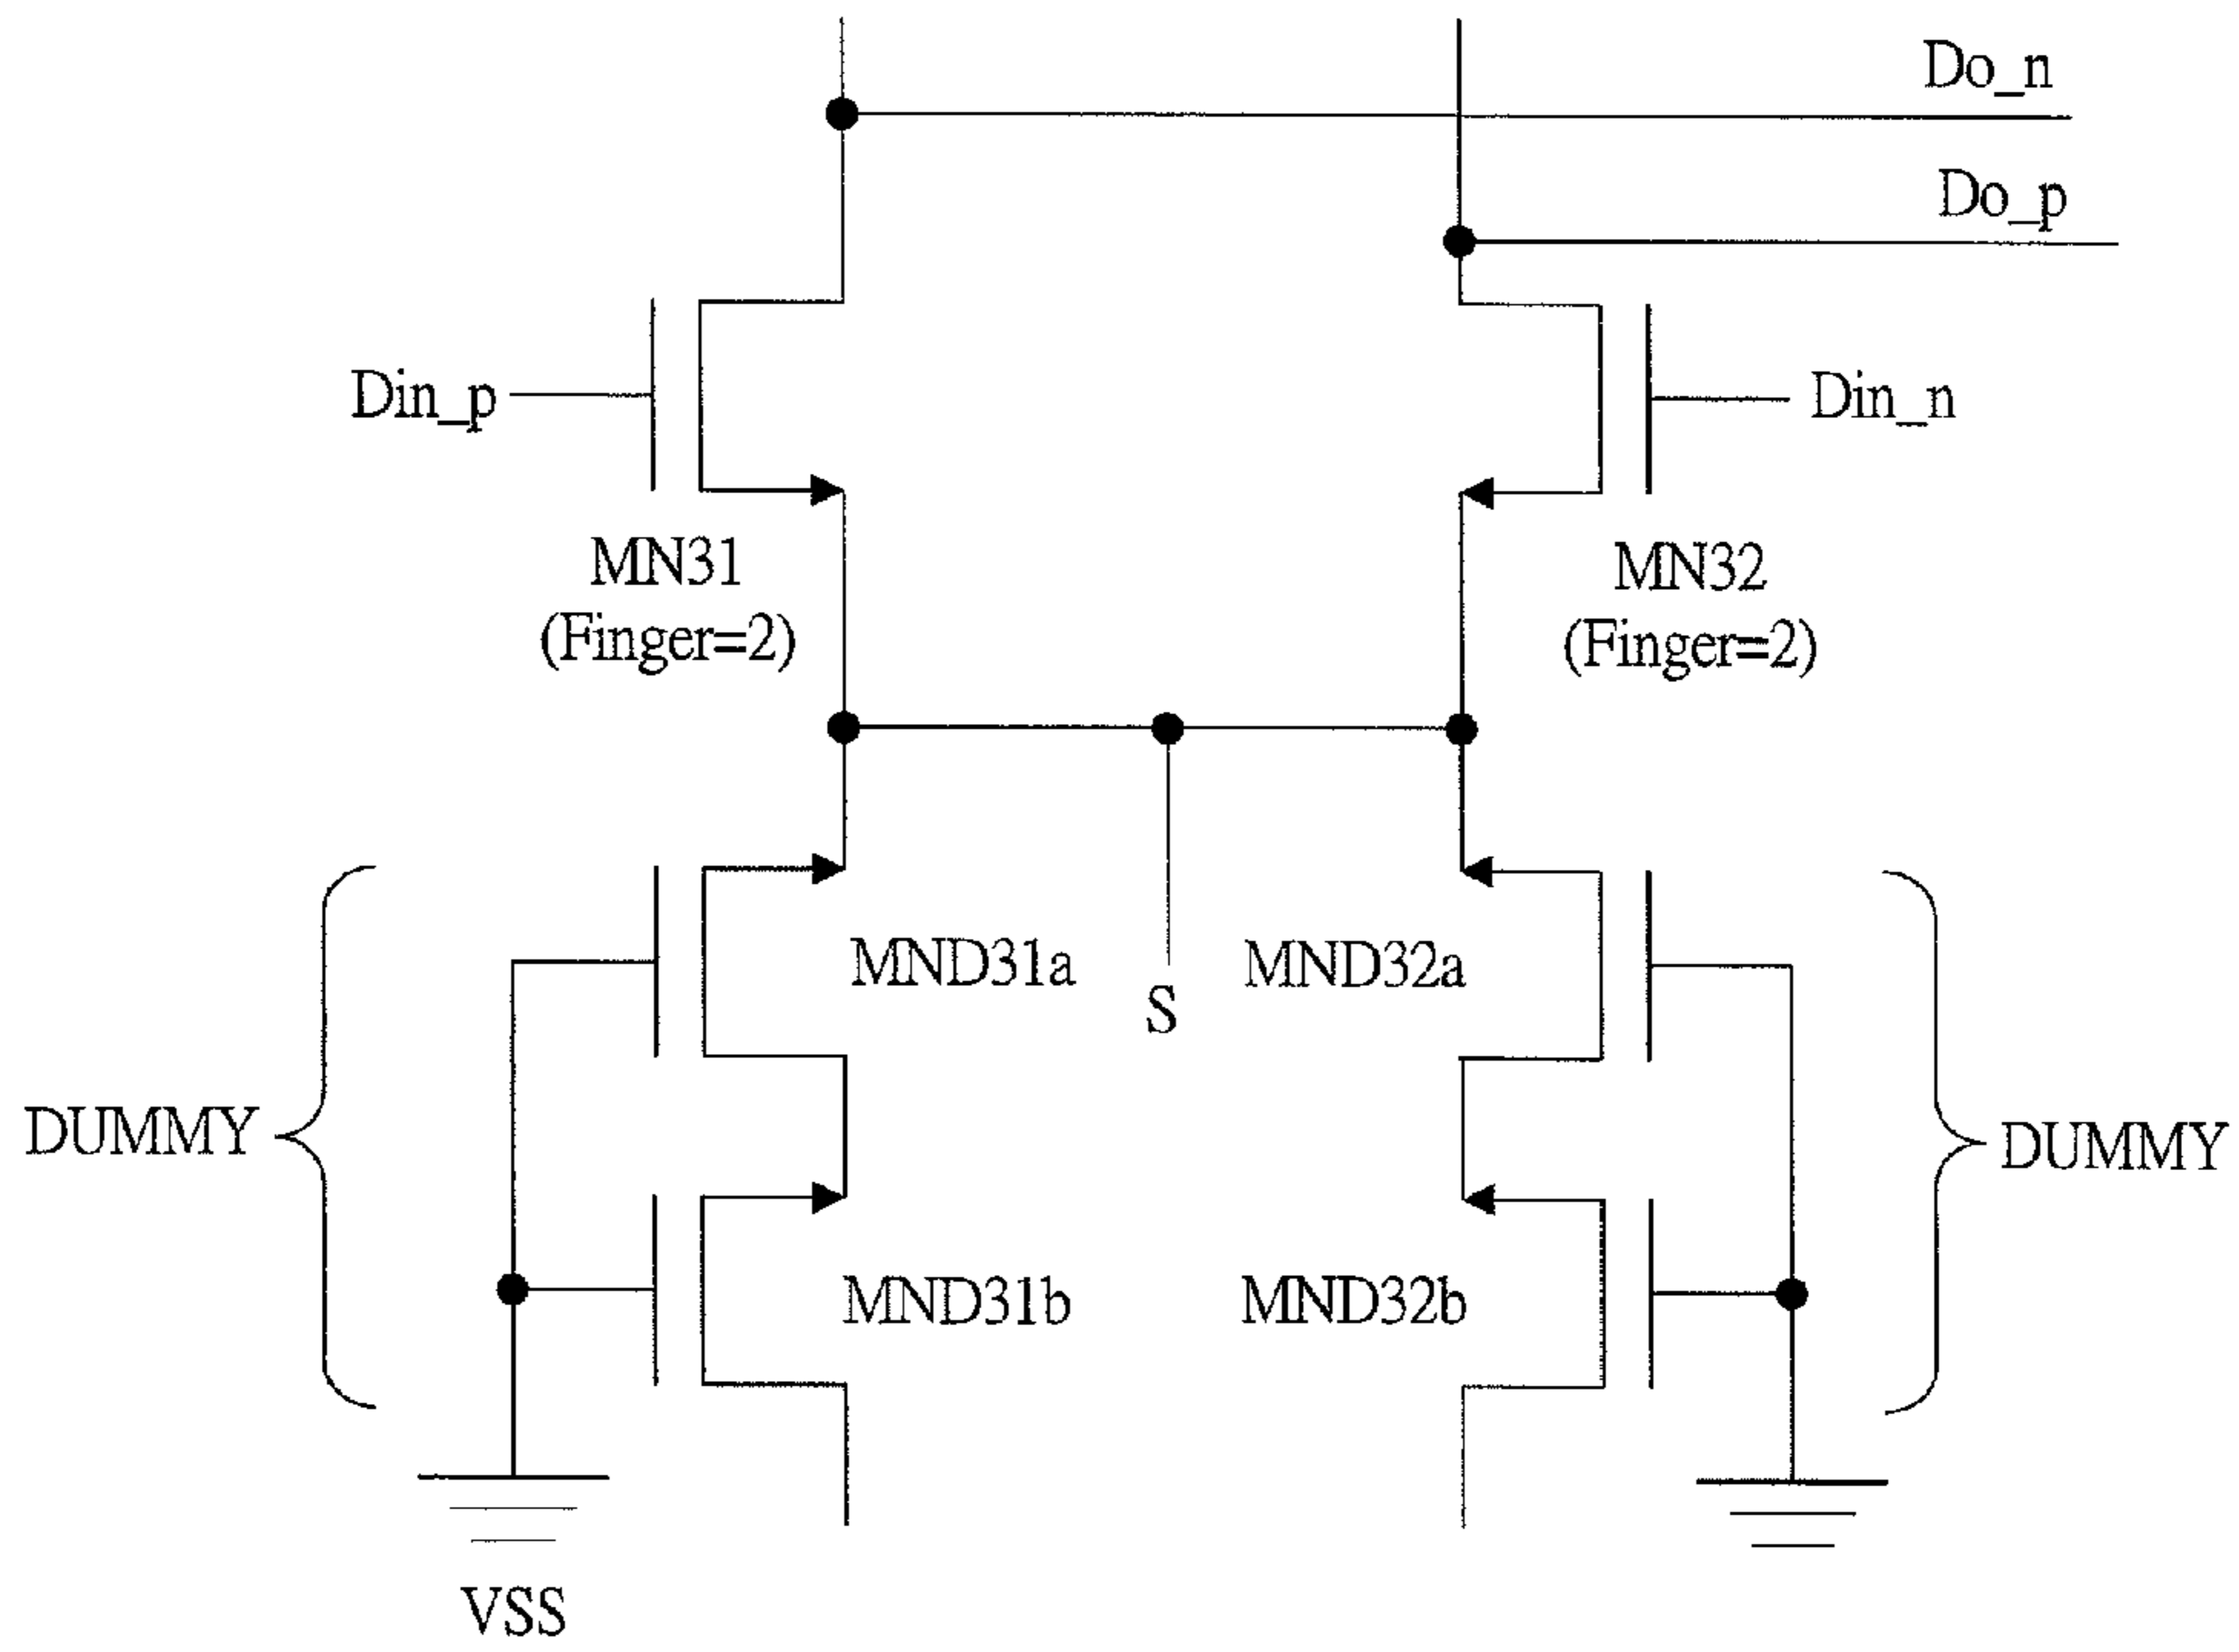 Do_n
Do_p
Din_p
Din_n
MN31
(Finger=2)
MN32
(Finger=2)
MND31a
MND32a
S
DUMMY
DUMMY
MND31b
MND32b
VSS